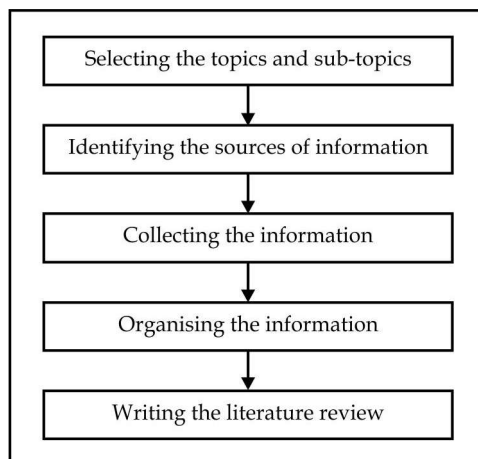 Selecting the topics and sub-topics
Identifying the sources of information
Collecting the information
Organising the information
Writing the literature review